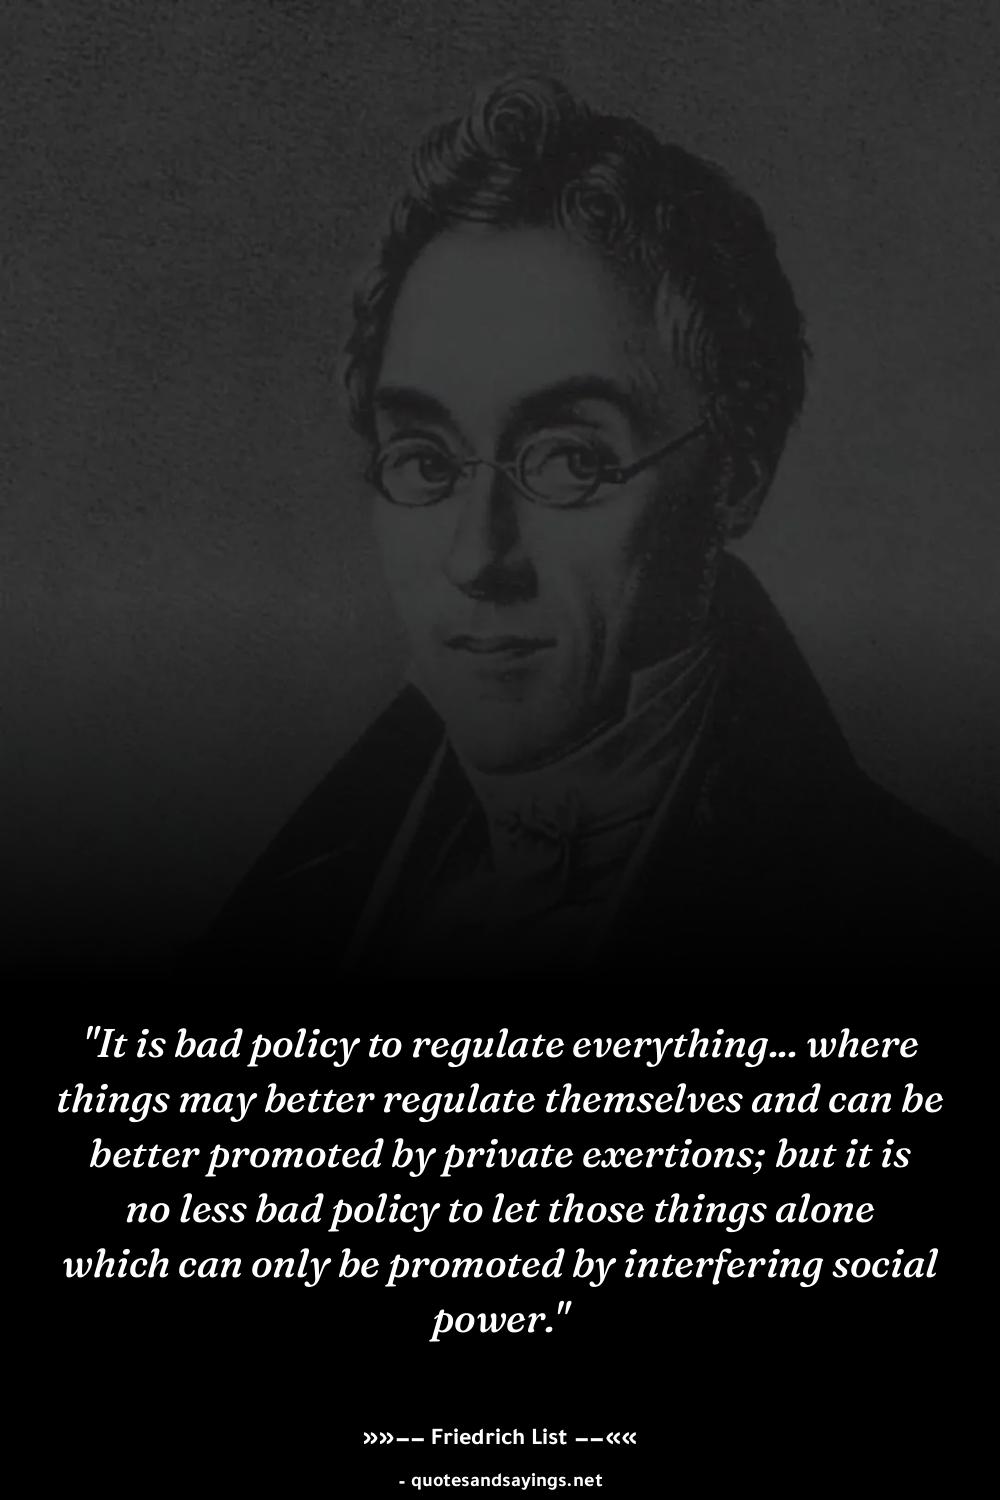 "It is bad policy to regulate everything... where
things may better regulate themselves and can be
better promoted by private exertions; but it is
no less bad policy to let those things alone
which can only be promoted by interfering social
power."
»»–– Friedrich List ––««
- quotesandsayings.net